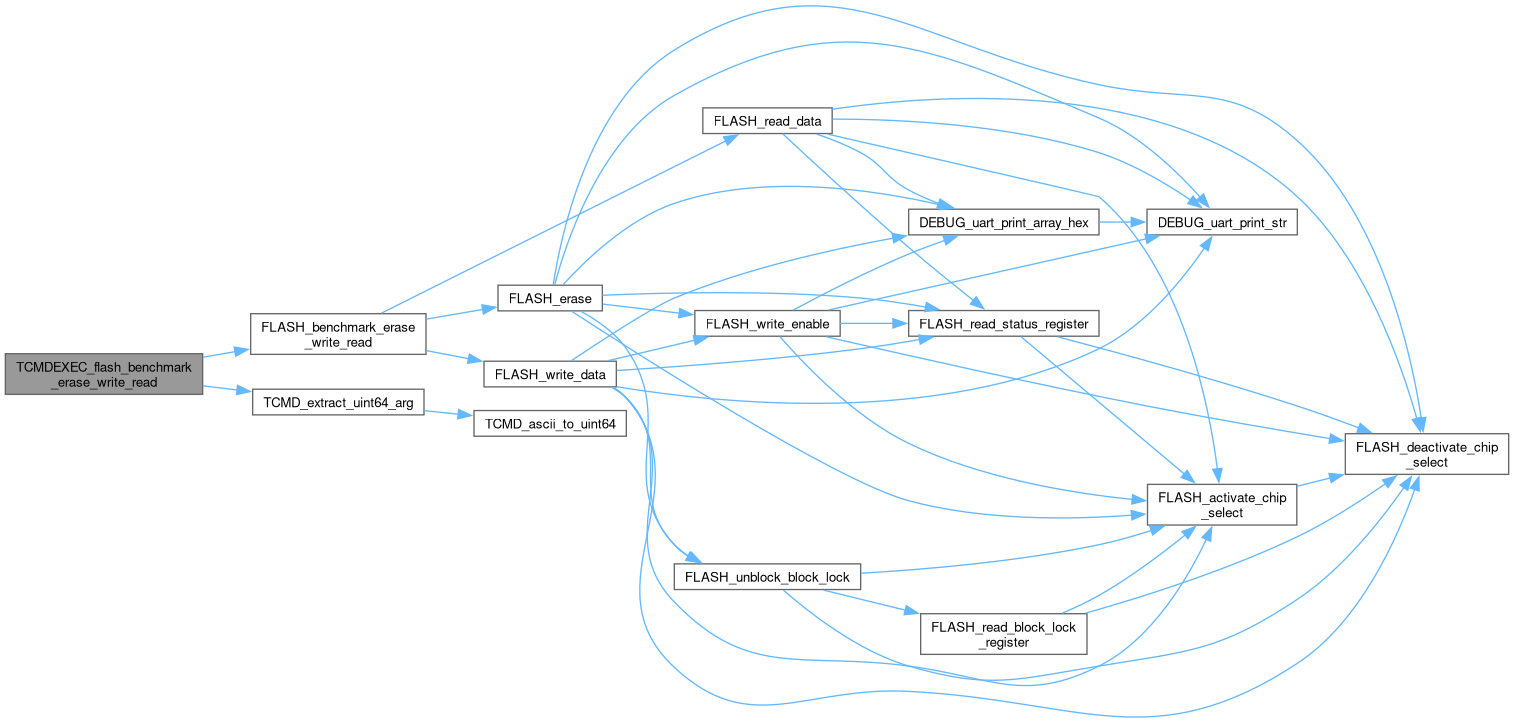 FLASH_read_data
DEBUG_uart_print_array_hex
DEBUG_uart_print_str
FLASH_erase
FLASH_benchmark_erase
_write_read
FLASH_write_enable
FLASH_read_status_register
TCMDEXEC_flash_benchmark
_erase_write_read
FLASH_write_data
TCMD_extract_uint64_arg
TCMD_ascii_to_uint64
FLASH_deactivate_chip
_select
FLASH_activate_chip
_select
FLASH_unblock_block_lock
FLASH_read_block_lock
_register